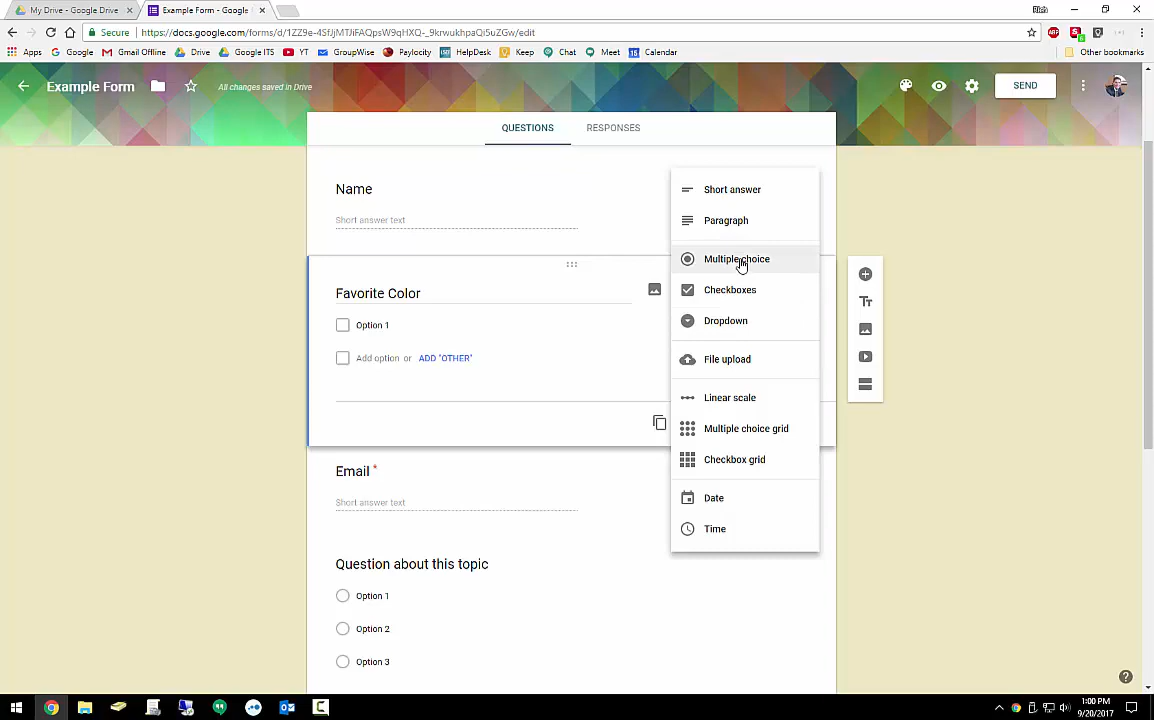 My Drive - Google Drive
Example Form - Google
Rich
Secure
https://docs.google.com/forms/d/1ZZ9e-4SfJjMTJiFAQpsW9qHXQ-_9krwukhpaQi5uZGw/edit
Apps
Google
Gmail Offline
Drive
Google ITS
YT
GroupWise
Paylocity
HelpDesk
Keep
Chat
Meet
Calendar
Other bookmarks
Example Form
All changes saved in Drive
SEND
QUESTIONS
RESPONSES
Name
Short answer text
Favorite Color
Option 1
Add option or ADD "OTHER"
Short answer
Paragraph
Multiple choice
Checkboxes
Dropdown
File upload
Linear scale
Multiple choice grid
Checkbox grid
Date
Time
Email *
Short answer text
Question about this topic
Option 1
Option 2
Option 3
1:00 PM
9/20/2017